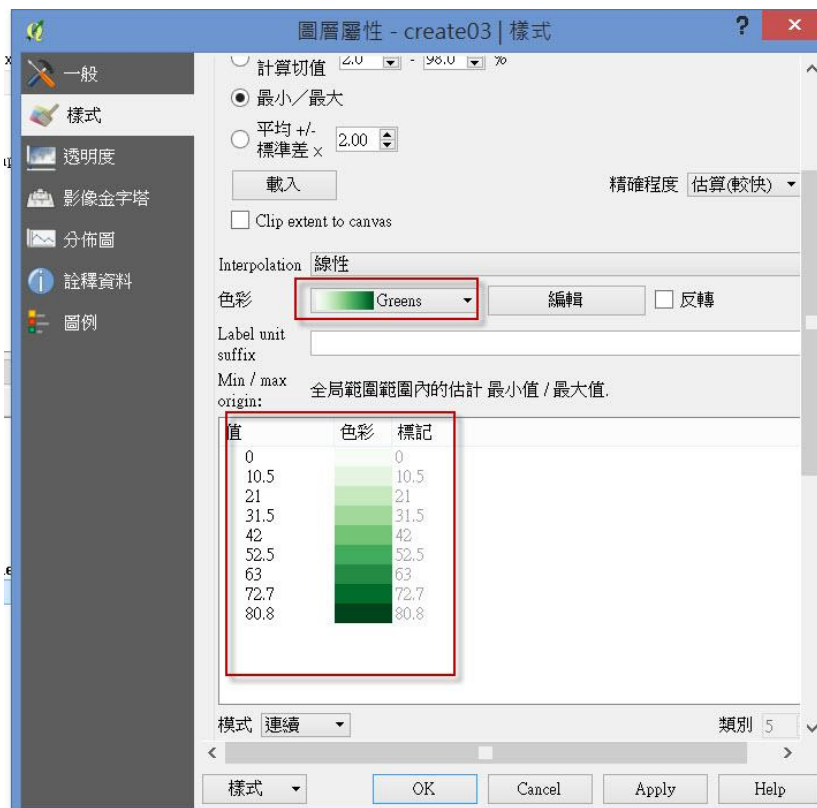 圖層屬性 - create03 | 樣式
?
×
一般
樣式
透明度
影像金字塔
分佈圖
詮釋資料
圖例
計算切值 2.0 - 98.0 %
最小／最大
平均 +/-
標準差 × 2.00
載入 精確程度 估算(較快)
Clip extent to canvas
Interpolation 線性
色彩 Greens 編輯 反轉
Label unit
suffix
Min / max
origin: 全局範圍範圍內的估計 最小值 / 最大值.
值 色彩 標記
0 0
10.5 10.5
21 21
31.5 31.5
42 42
52.5 52.5
63 63
72.7 72.7
80.8 80.8
模式 連續 類別 5
樣式 OK Cancel Apply Help